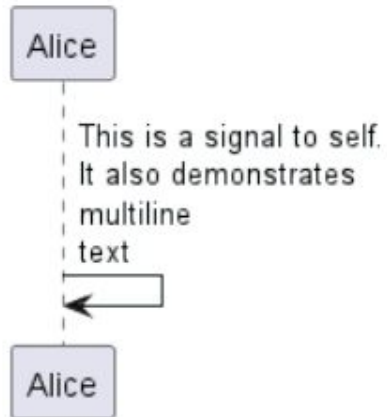 Alice
This is a signal to self.
It also demonstrates
multiline
text
Alice